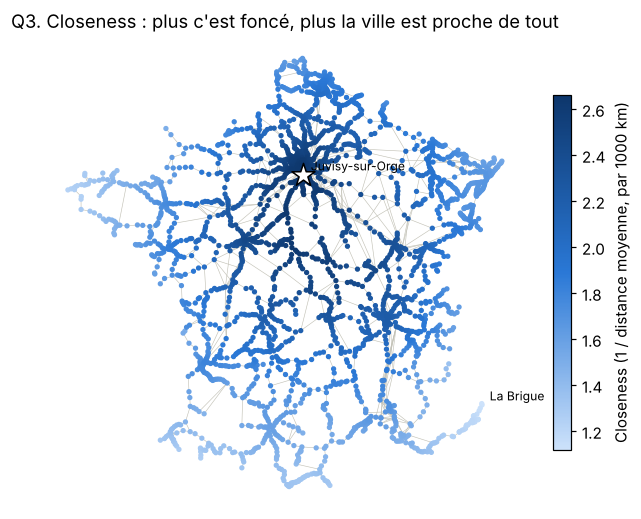 Q3. Closeness : plus c'est foncé, plus la ville est proche de tout
Juvisy-sur-Orge
La Brigue
2.6
2.4
2.2
2.0
1.8
1.6
1.4
1.2
Closeness (1 / distance moyenne, par 1000 km)